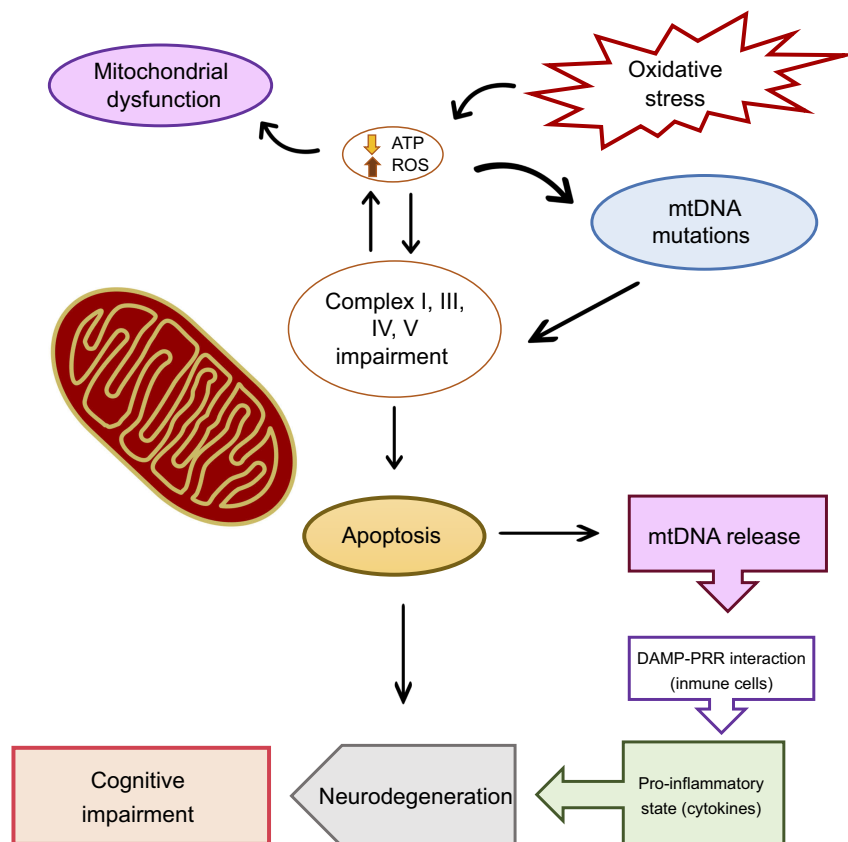 Mitochondrial
dysfunction
Oxidative
stress
ATP
ROS
mtDNA
mutations
Complex I, III,
IV, V
impairment
Apoptosis
mtDNA release
DAMP-PRR interaction
(inmune cells)
Cognitive
impairment
Neurodegeneration
Pro-inflammatory
state (cytokines)